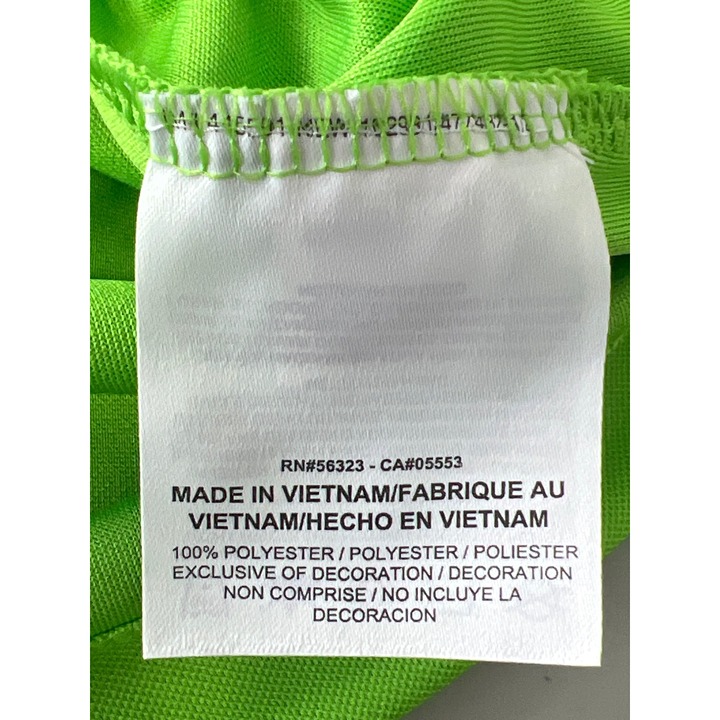 RN#56323 - CA#05553
MADE IN VIETNAM/FABRIQUE AU
VIETNAM/HECHO EN VIETNAM
100% POLYESTER / POLYESTER / POLIESTER
EXCLUSIVE OF DECORATION / DECORATION
NON COMPRISE / NO INCLUYE LA
DECORACION